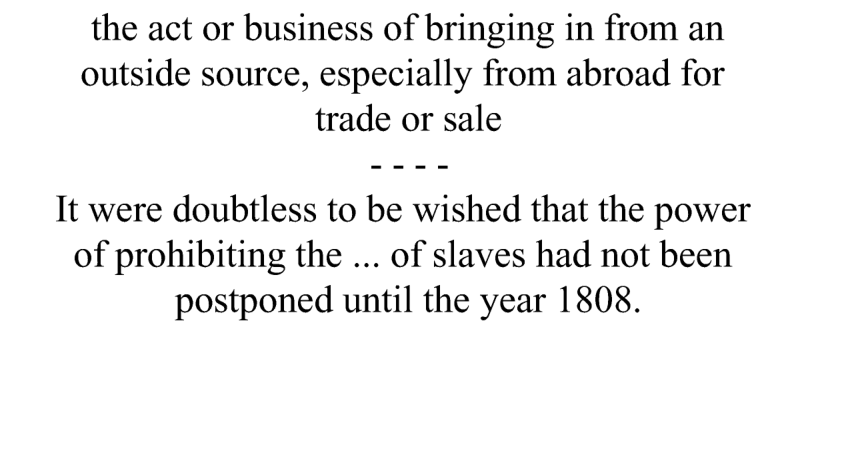 the act or business of bringing in from an
outside source, especially from abroad for
trade or sale
- - - -
It were doubtless to be wished that the power
of prohibiting the ... of slaves had not been
postponed until the year 1808.